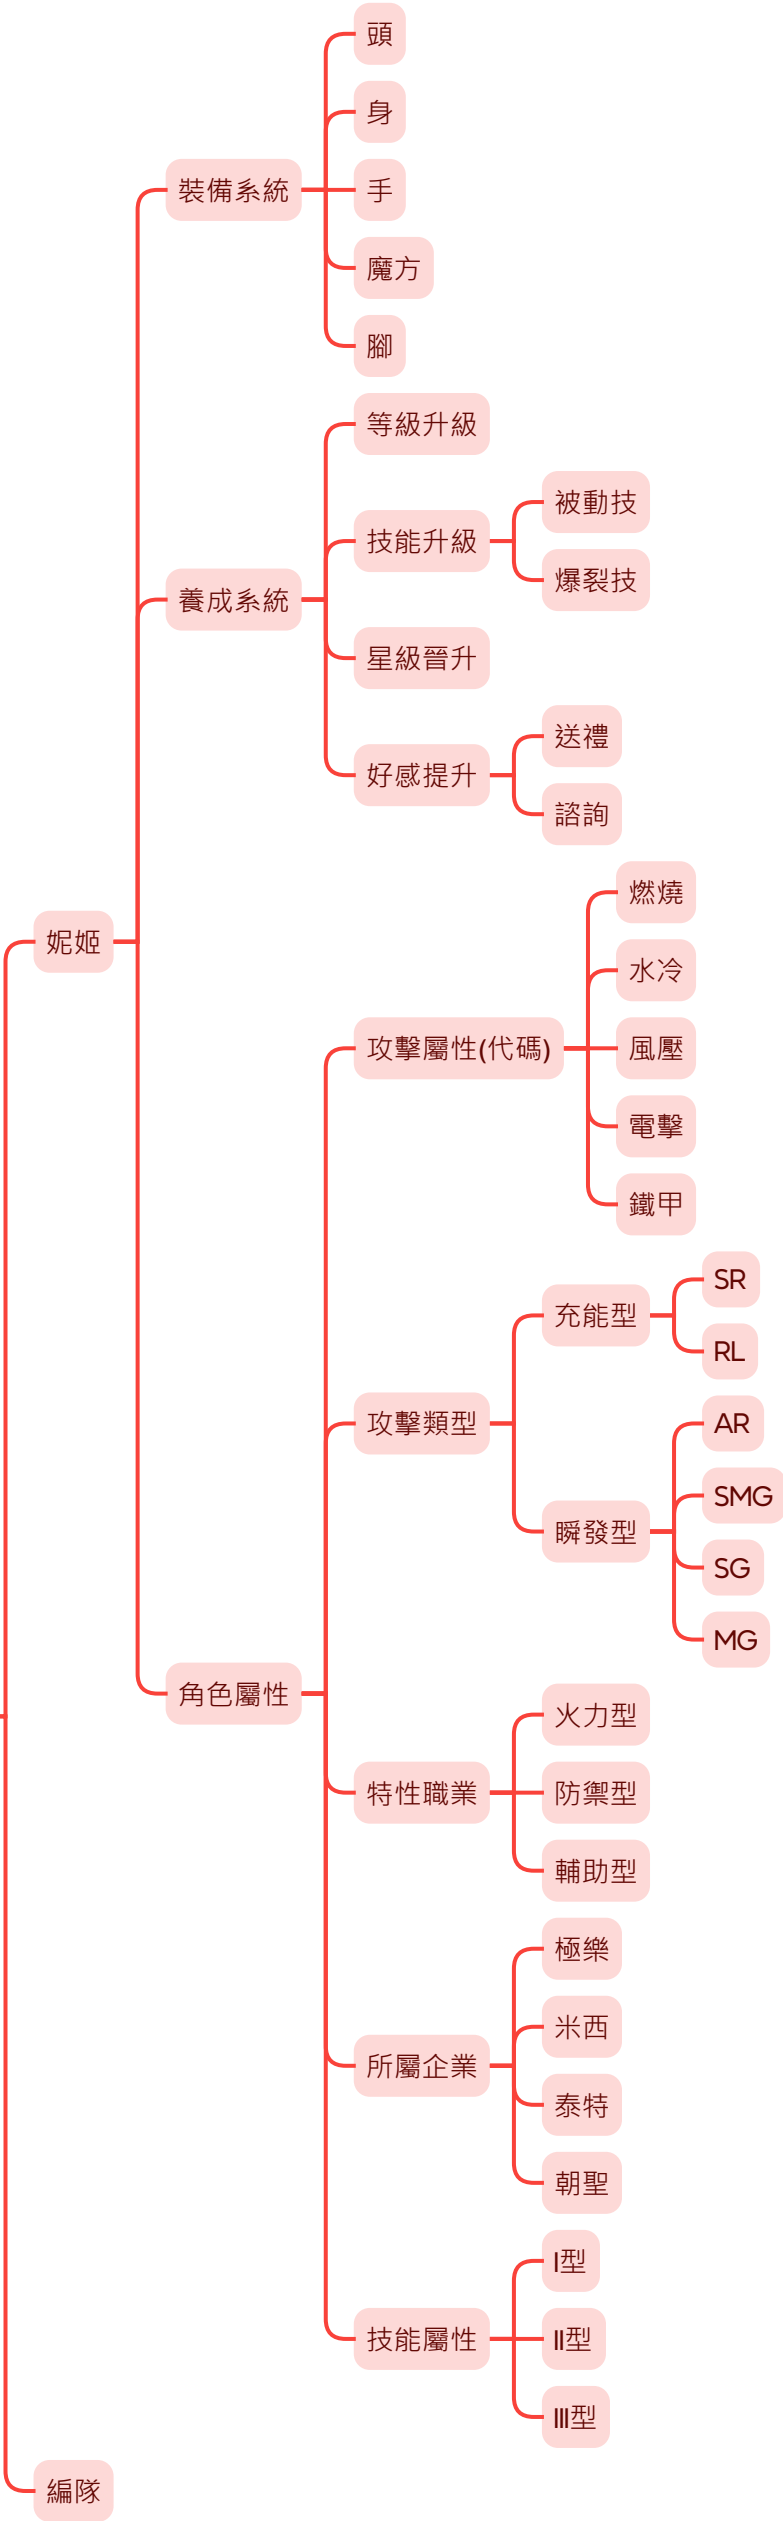 妮姬
裝備系統
頭
身
手
魔方
腳
養成系統
等級升級
技能升級
被動技
爆裂技
星級晉升
好感提升
送禮
諮詢
角色屬性
攻擊屬性(代碼)
燃燒
水冷
風壓
電擊
鐵甲
攻擊類型
充能型
SR
RL
瞬發型
AR
SMG
SG
MG
特性職業
火力型
防禦型
輔助型
所屬企業
極樂
米西
泰特
朝聖
技能屬性
I型
II型
III型
編隊